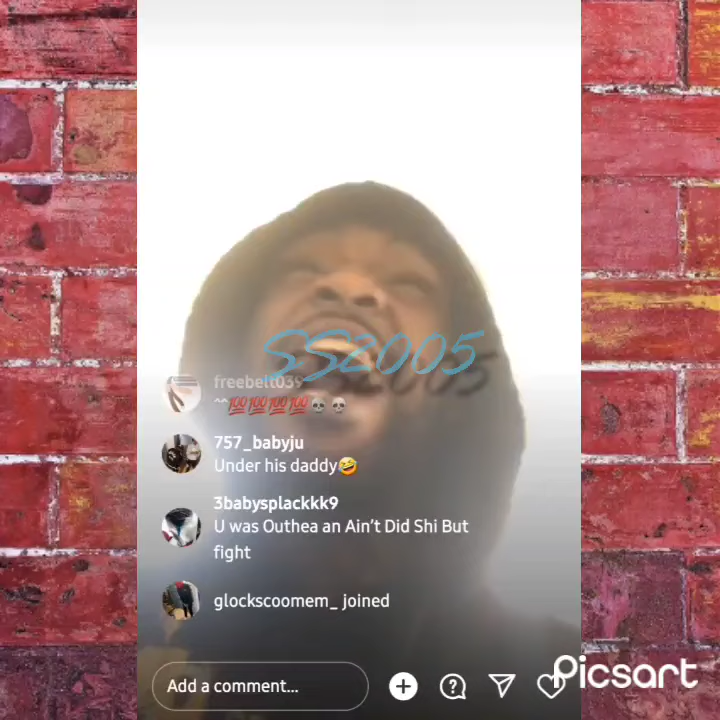 SS2005
freebelt039
^^💯💯💯💯💀💀
757_babyju
Under his daddy🤣
3babysplackkk9
U was Outhea an Ain't Did Shi But
fight
glockscoomem_ joined
Add a comment...
Picsart